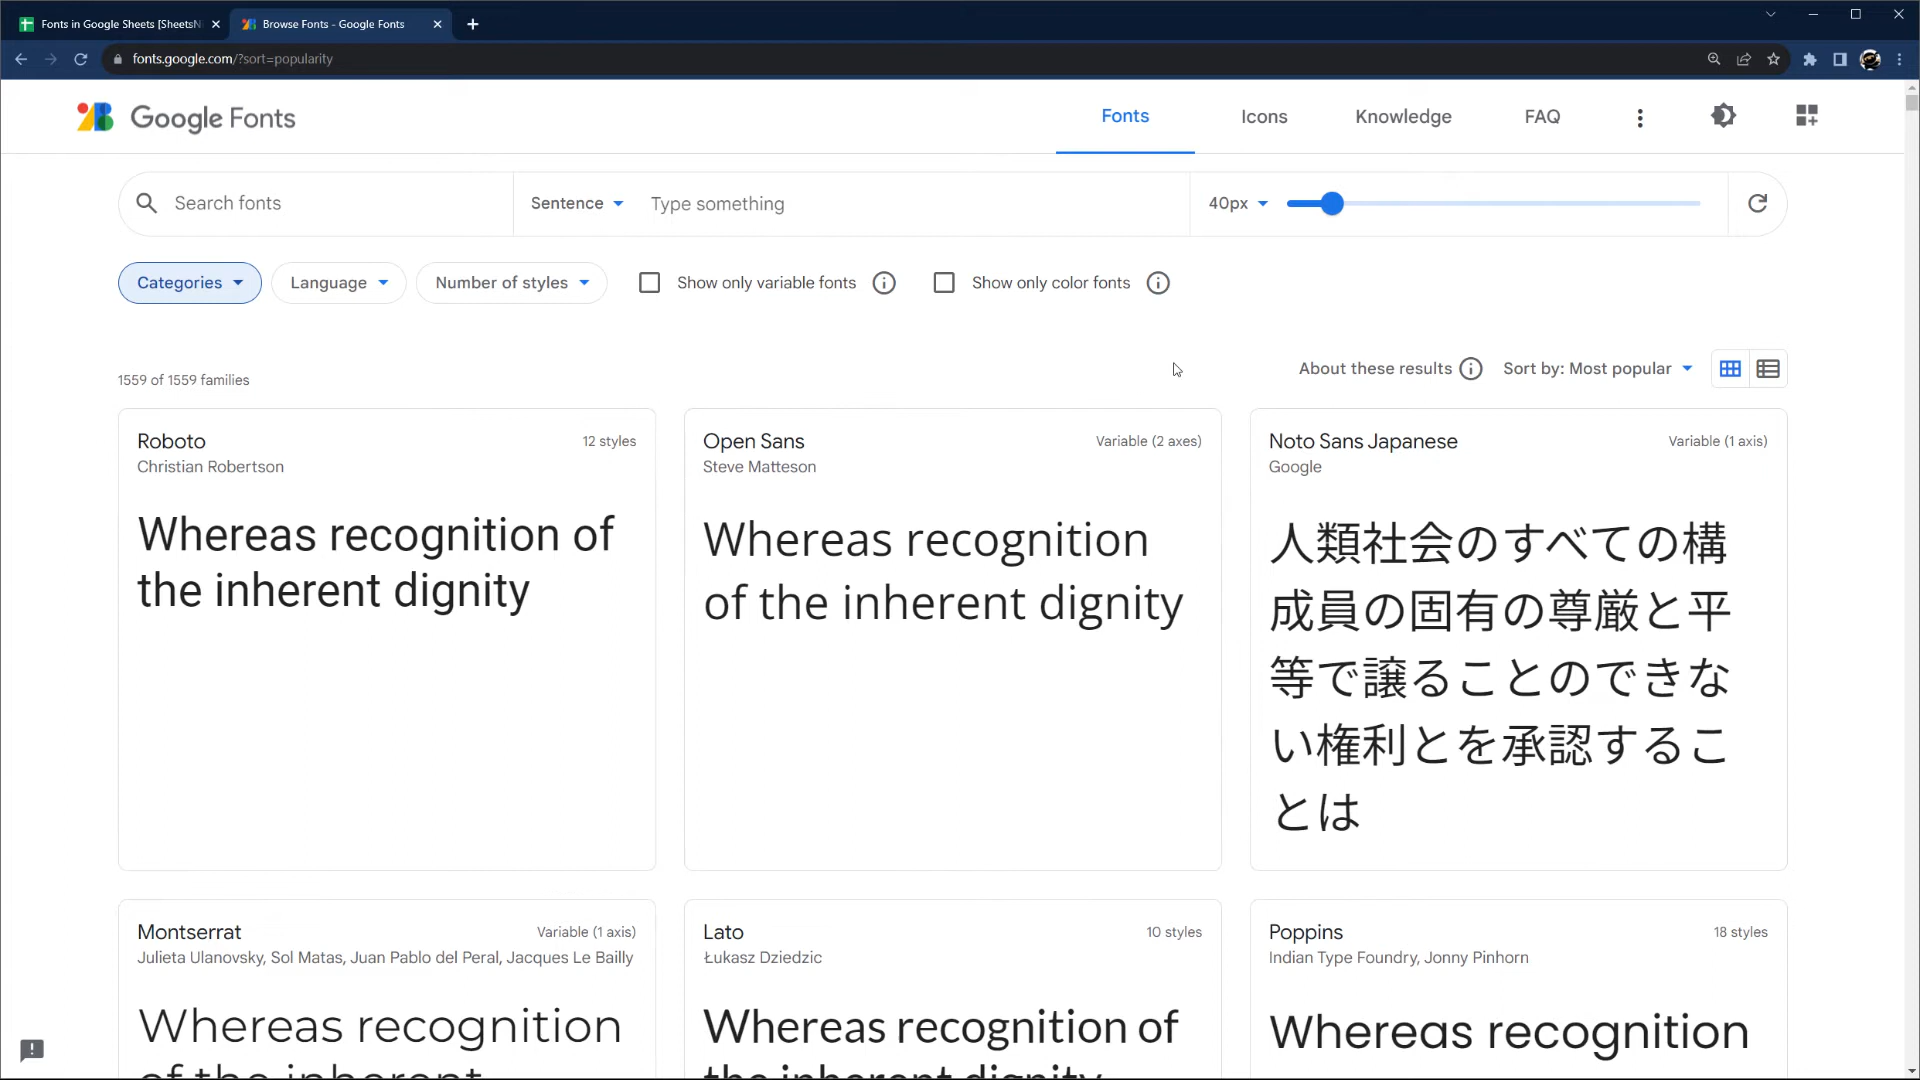 Fonts in Google Sheets [SheetsN
Browse Fonts - Google Fonts
fonts.google.com/?sort=popularity
Google Fonts
Fonts
Icons
Knowledge
FAQ
Search fonts
Sentence
Type something
40px
Categories
Language
Number of styles
Show only variable fonts
Show only color fonts
1559 of 1559 families
About these results
Sort by: Most popular
Roboto
12 styles
Christian Robertson
Whereas recognition of
the inherent dignity
Open Sans
Variable (2 axes)
Steve Matteson
Whereas recognition
of the inherent dignity
Noto Sans Japanese
Variable (1 axis)
Google
人類社会のすべての構
成員の固有の尊厳と平
等で譲ることのできな
い権利とを承認するこ
とは
Montserrat
Variable (1 axis)
Julieta Ulanovsky, Sol Matas, Juan Pablo del Peral, Jacques Le Bailly
Whereas recognition
of the inherent
Lato
10 styles
Łukasz Dziedzic
Whereas recognition of
the inherent dignity
Poppins
18 styles
Indian Type Foundry, Jonny Pinhorn
Whereas recognition